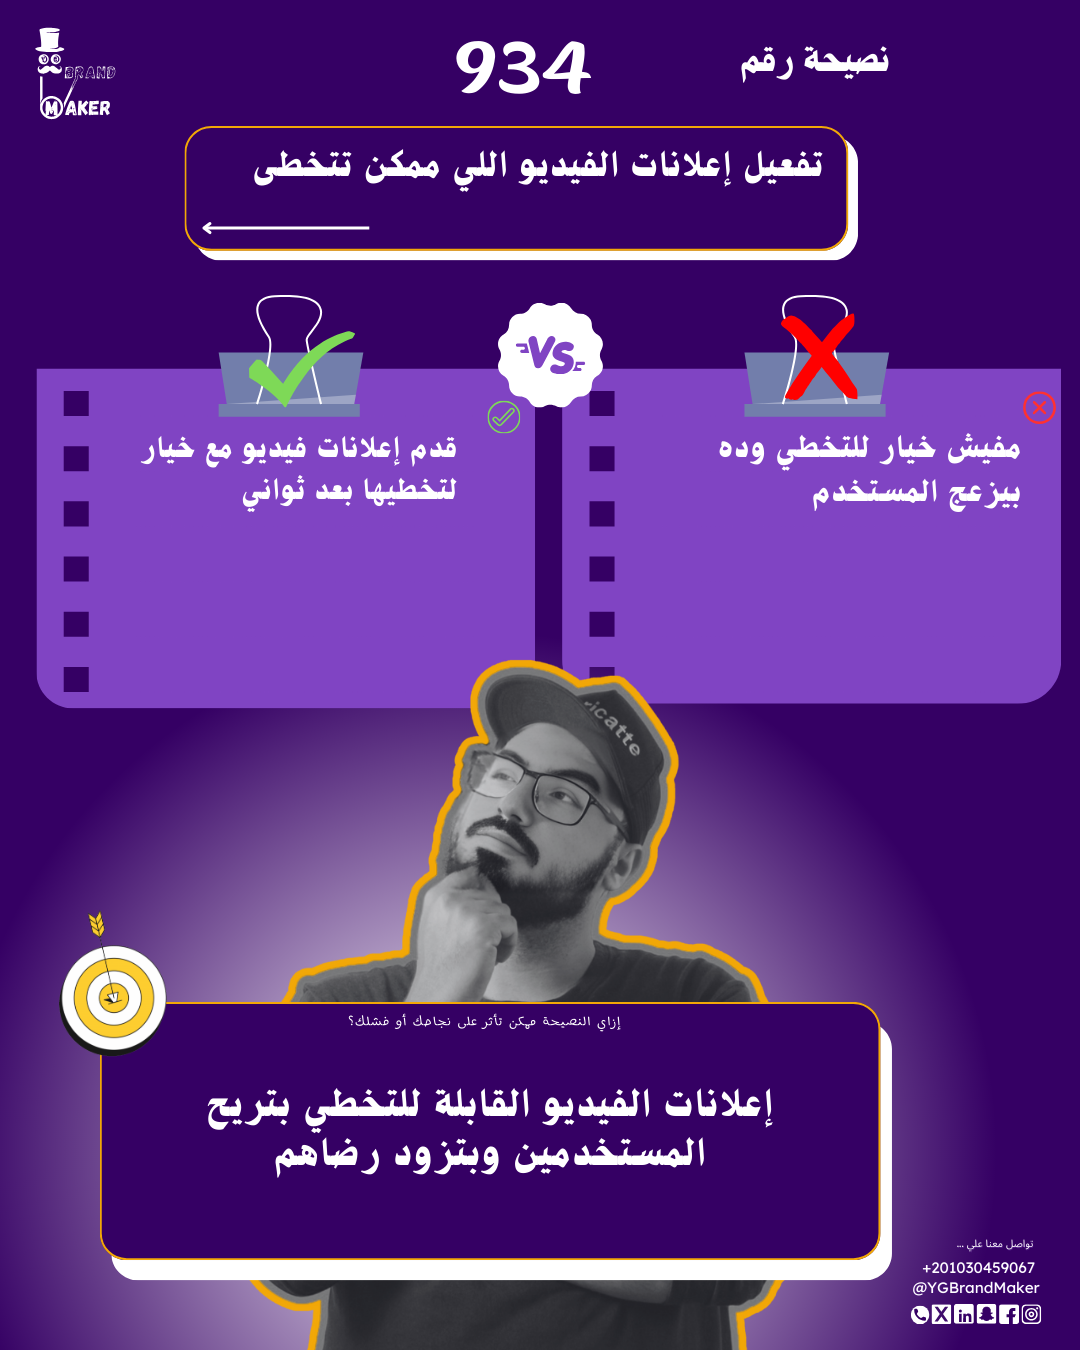 BRAND
MAKER
نصيحة رقم
934
تفعيل إعلانات الفيديو اللي ممكن تتخطى
VS
مفيش خيار للتخطي وده
بيزعج المستخدم
قدم إعلانات فيديو مع خيار
لتخطيها بعد ثواني
icatte
إزاي النصيحة ممكن تأثر على نجاحك أو فشلك؟
إعلانات الفيديو القابلة للتخطي بتريح
المستخدمين وبتزود رضاهم
تواصل معنا علي ...
+201030459067
@YGBrandMaker